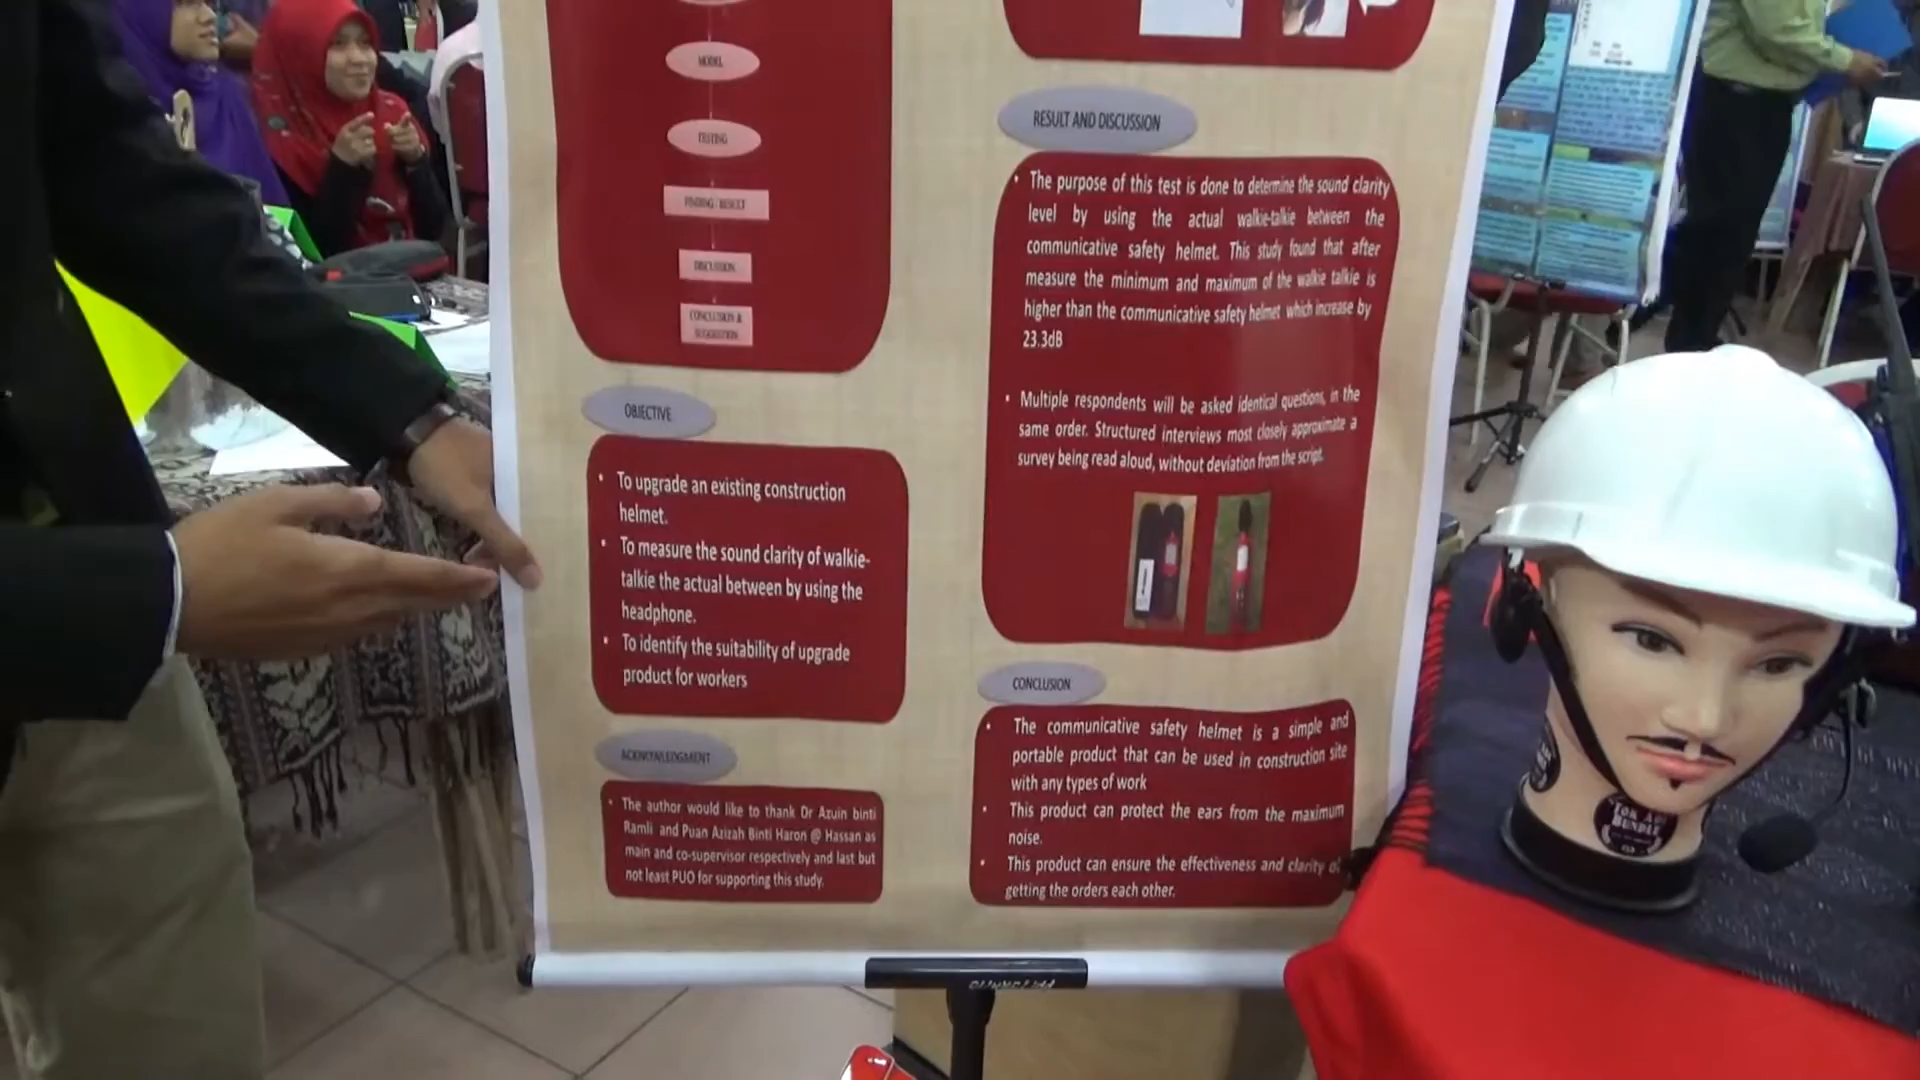 MODEL
TESTING
FINDING / RESULT
DISCUSSION
CONCLUSION &
SUGGESTION
OBJECTIVE
• To upgrade an existing construction
helmet.
• To measure the sound clarity of walkie-
talkie the actual between by using the
headphone.
• To identify the suitability of upgrade
product for workers
ACKNOWLEDGMENT
• The author would like to thank Dr Azuin binti
Ramli and Puan Azizah Binti Haron @ Hassan as
main and co-supervisor respectively and last but
not least PUO for supporting this study.
RESULT AND DISCUSSION
• The purpose of this test is done to determine the sound clarity
level by using the actual walkie-talkie between the
communicative safety helmet. This study found that after
measure the minimum and maximum of the walkie talkie is
higher than the communicative safety helmet which increase by
23.3dB
• Multiple respondents will be asked identical questions, in the
same order. Structured interviews most closely approximate a
survey being read aloud, without deviation from the script.
CONCLUSION
• The communicative safety helmet is a simple and
portable product that can be used in construction site
with any types of work
• This product can protect the ears from the maximum
noise.
• This product can ensure the effectiveness and clarity of
getting the orders each other.
TOK ABI
BUNDLE